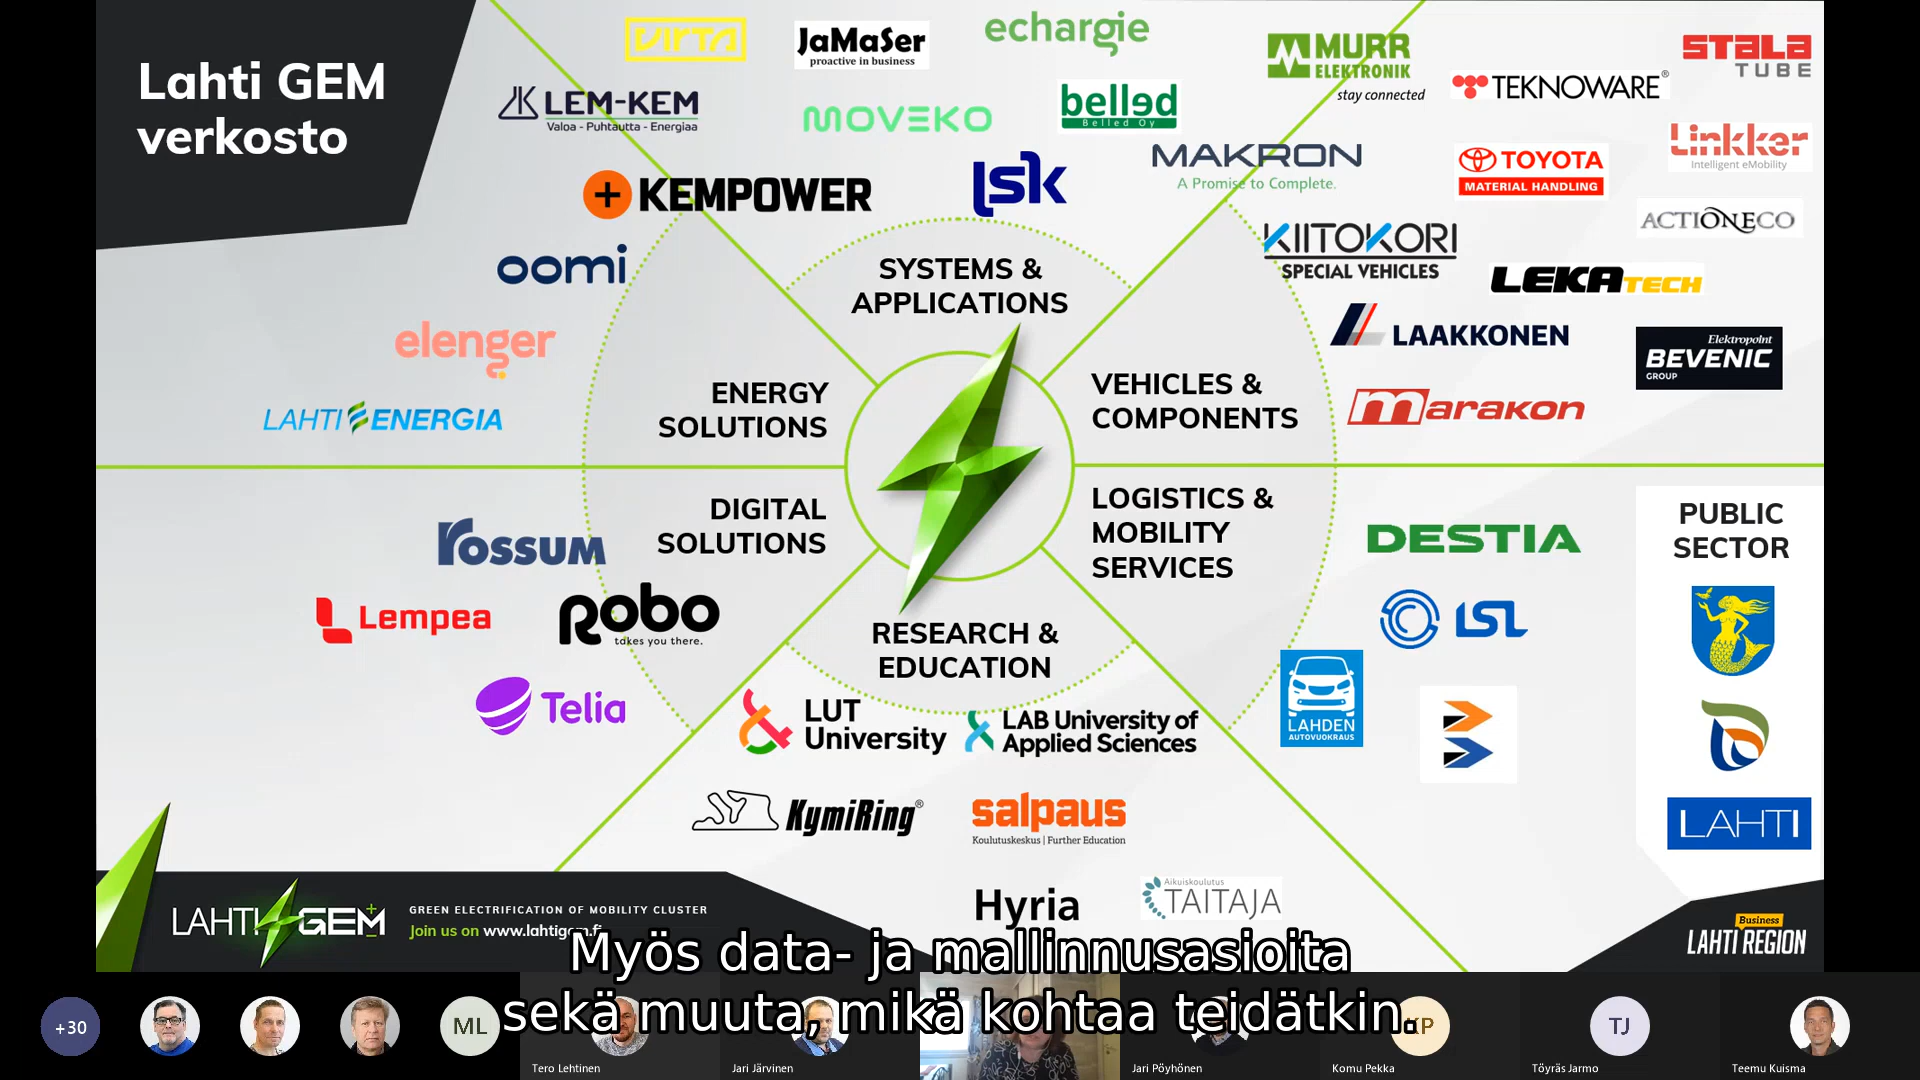 Lahti GEM
verkosto
VIRTA
JaMaSer
proactive in business
echargie
LEM-KEM
Valoa - Puhtautta - Energiaa
MOVEKO
belled
Belled Oy
MURR
ELEKTRONIK
stay connected
TEKNOWARE®
STALA
TUBE
KEMPOWER
lsk
MAKRON
A Promise to Complete.
TOYOTA
MATERIAL HANDLING
Linkker
Intelligent eMobility
ACTIONECO
oomi
SYSTEMS &
APPLICATIONS
KIITOKORI
SPECIAL VEHICLES
LEKATECH
elenger
LAAKKONEN
Elektropoint
BEVENIC
GROUP
LAHTI ENERGIA
ENERGY
SOLUTIONS
VEHICLES &
COMPONENTS
marakon
DIGITAL
SOLUTIONS
LOGISTICS &
MOBILITY
SERVICES
rossum
DESTIA
PUBLIC
SECTOR
Lempea
Robo
takes you there.
LSL
RESEARCH &
EDUCATION
Telia
LUT
University
LAB University of
Applied Sciences
LAHDEN
AUTOVUOKRAUS
KymiRing®
salpaus
Koulutuskeskus | Further Education
LAHTI
Hyria
Aikuiskoulutus
TAITAJA
LAHTI GEM
GREEN ELECTRIFICATION OF MOBILITY CLUSTER
Join us on www.lahtigem.fi
Business
LAHTI REGION
Myös data- ja mallinnusasioita
sekä muuta, mikä kohtaa teidätkin.
+30
ML
KP
TJ
Tero Lehtinen
Jari Järvinen
Jari Pöyhönen
Komu Pekka
Töyräs Jarmo
Teemu Kuisma